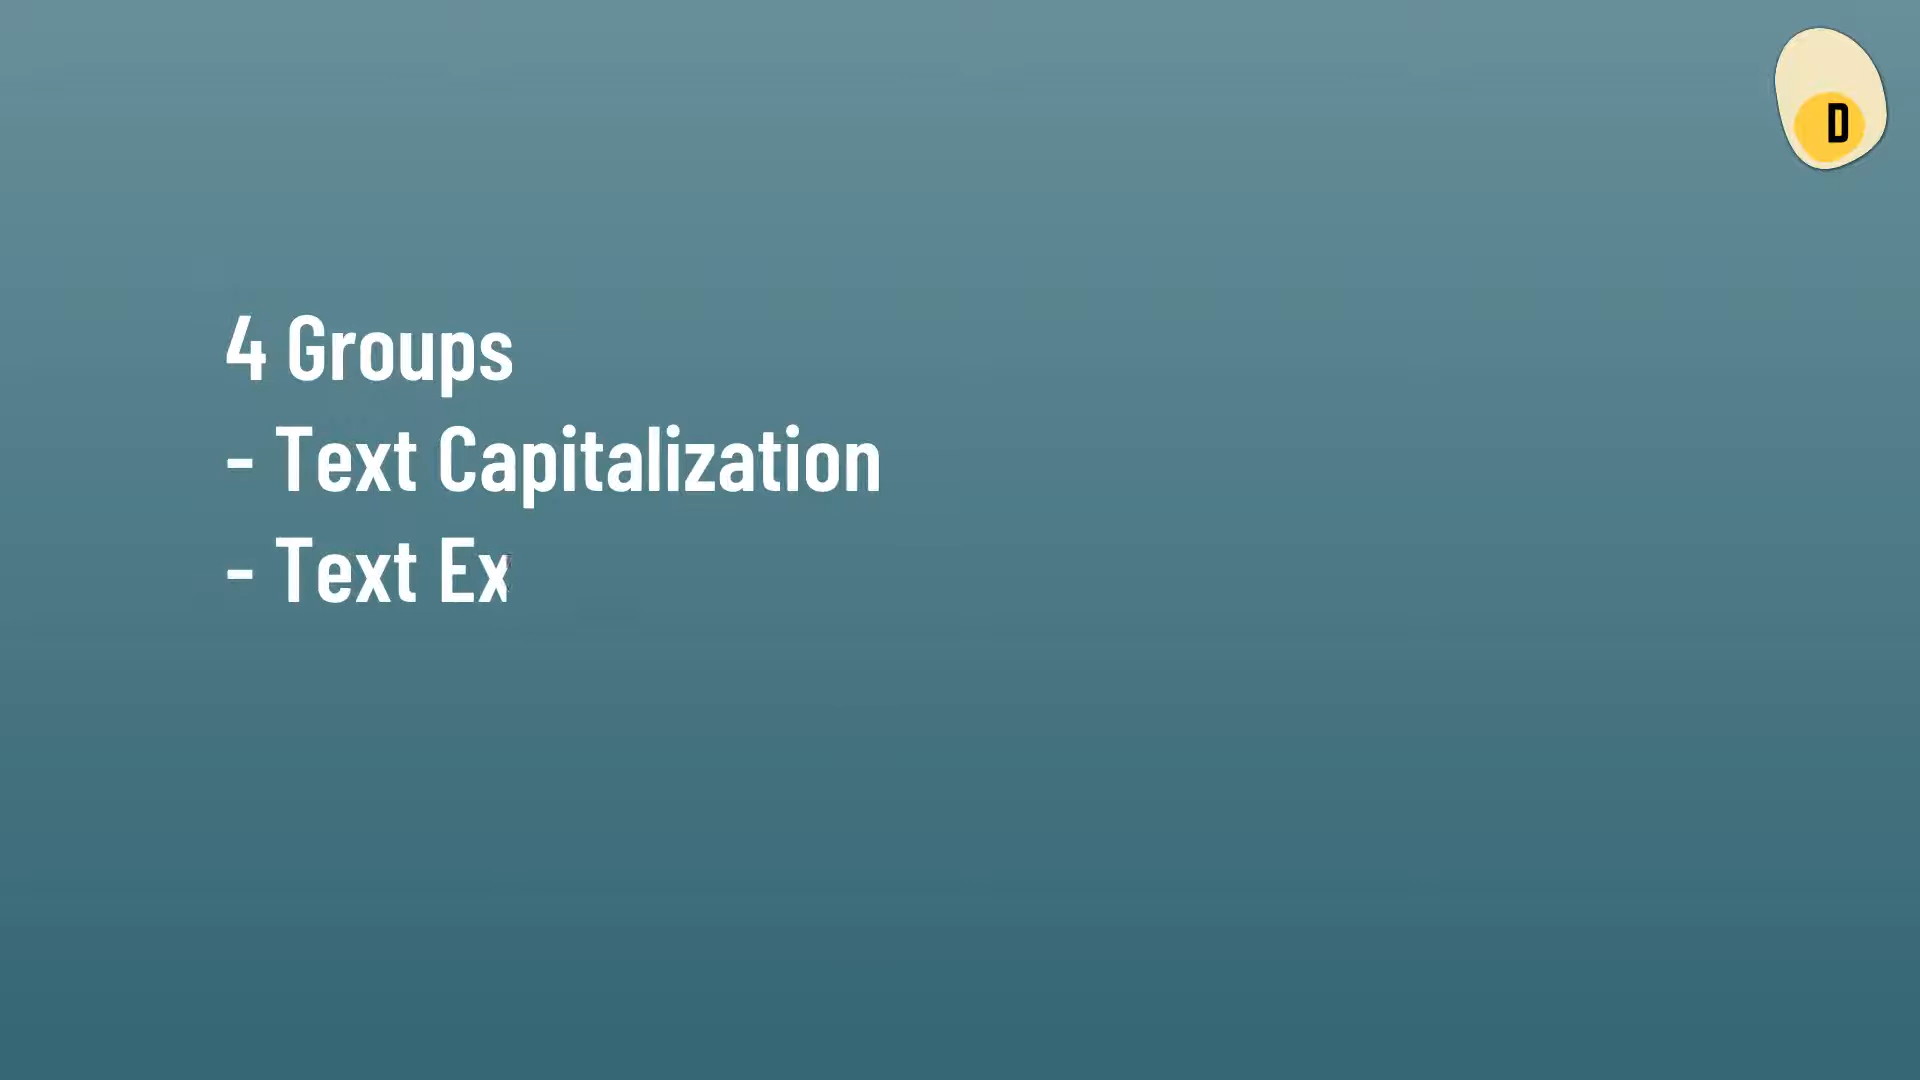 D
4 Groups
- Text Capitalization
- Text Ex